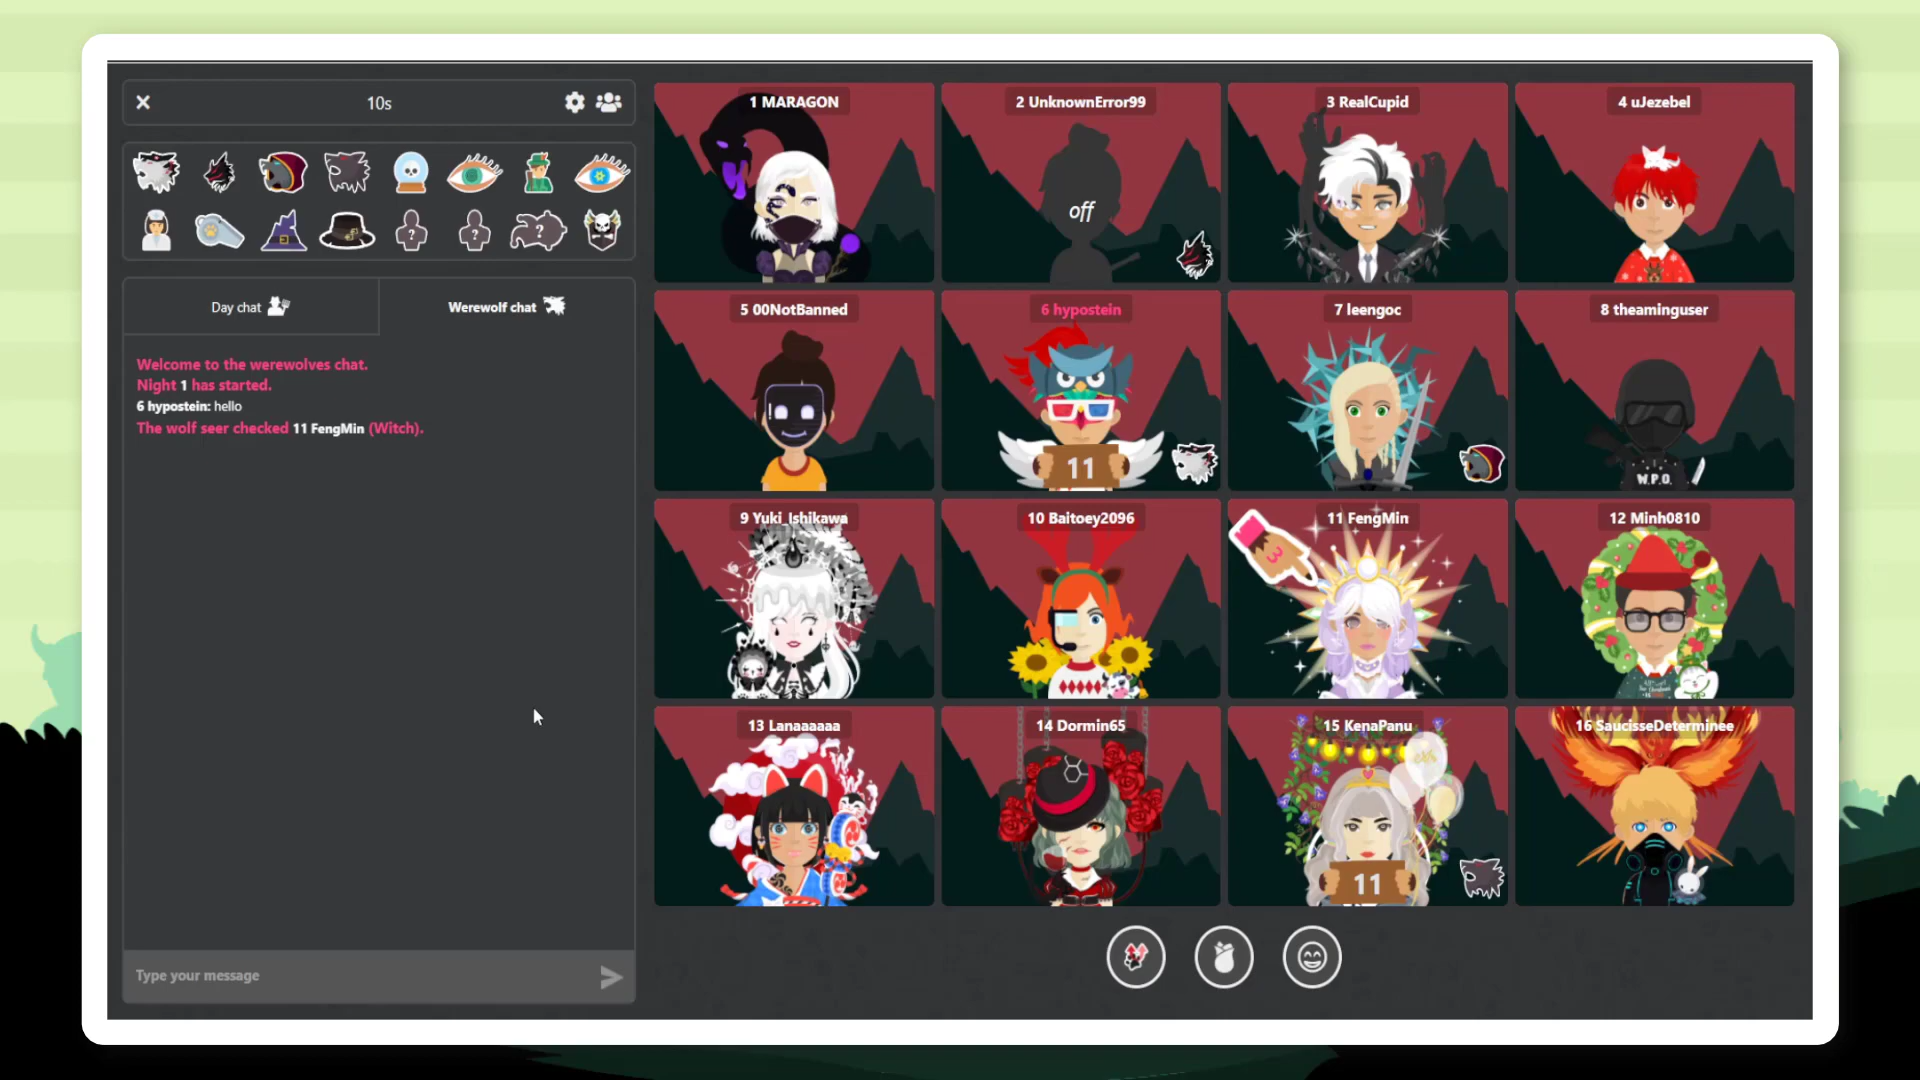 10s
Day chat
Werewolf chat
Welcome to the werewolves chat.
Night 1 has started.
6 hypostein: hello
The wolf seer checked 11 FengMin (Witch).
Type your message
1 MARAGON
2 UnknownError99
off
3 RealCupid
4 uJezebel
5 00NotBanned
6 hypostein
11
7 leengoc
8 theaminguser
W.P.O.
9 Yuki_Ishikawa
10 Baitoey2096
11 FengMin
3
12 Minh0810
13 Lanaaaaaa
14 Dormin65
15 KenaPanu
11
16 SaucisseDeterminee